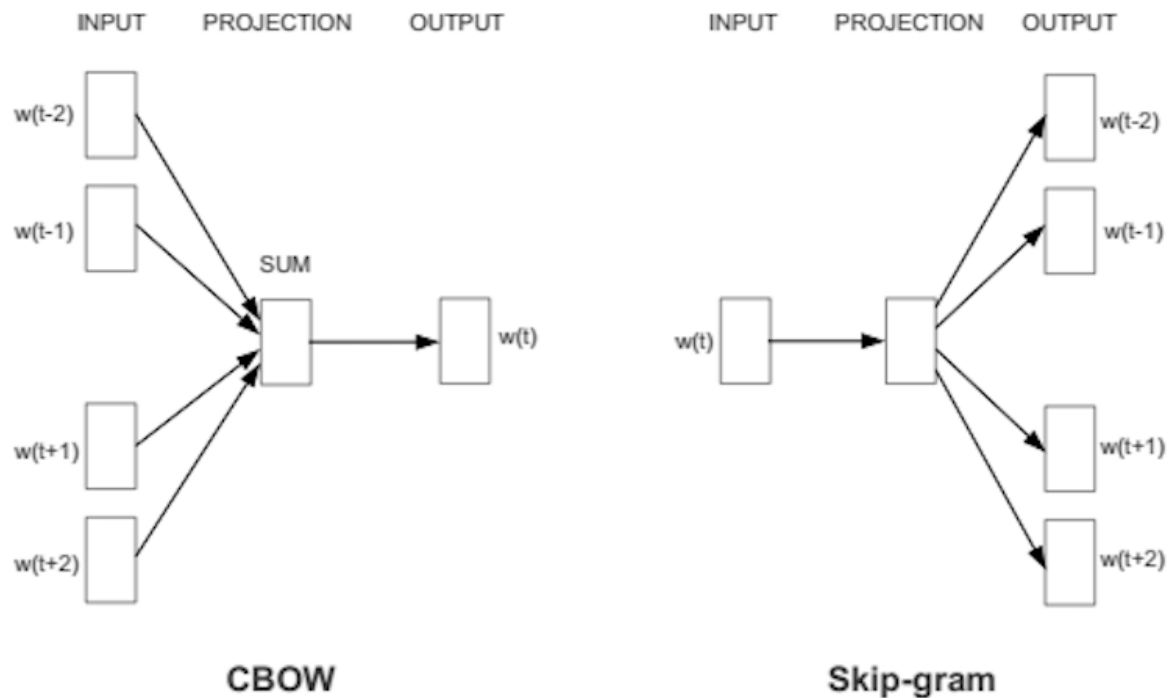 INPUT PROJECTION OUTPUT
w(t-2)
w(t-1)
SUM
w(t)
w(t+1)
w(t+2)
CBOW
INPUT PROJECTION OUTPUT
w(t-2)
w(t-1)
w(t)
w(t+1)
w(t+2)
Skip-gram